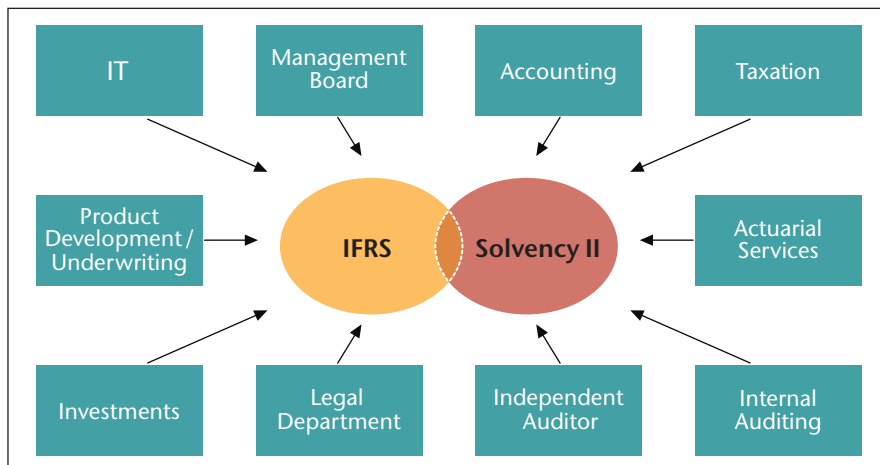 IT
Management
Board
Accounting
Taxation
Product
Development/
Underwriting
IFRS
Solvency II
Actuarial
Services
Investments
Legal
Department
Independent
Auditor
Internal
Auditing